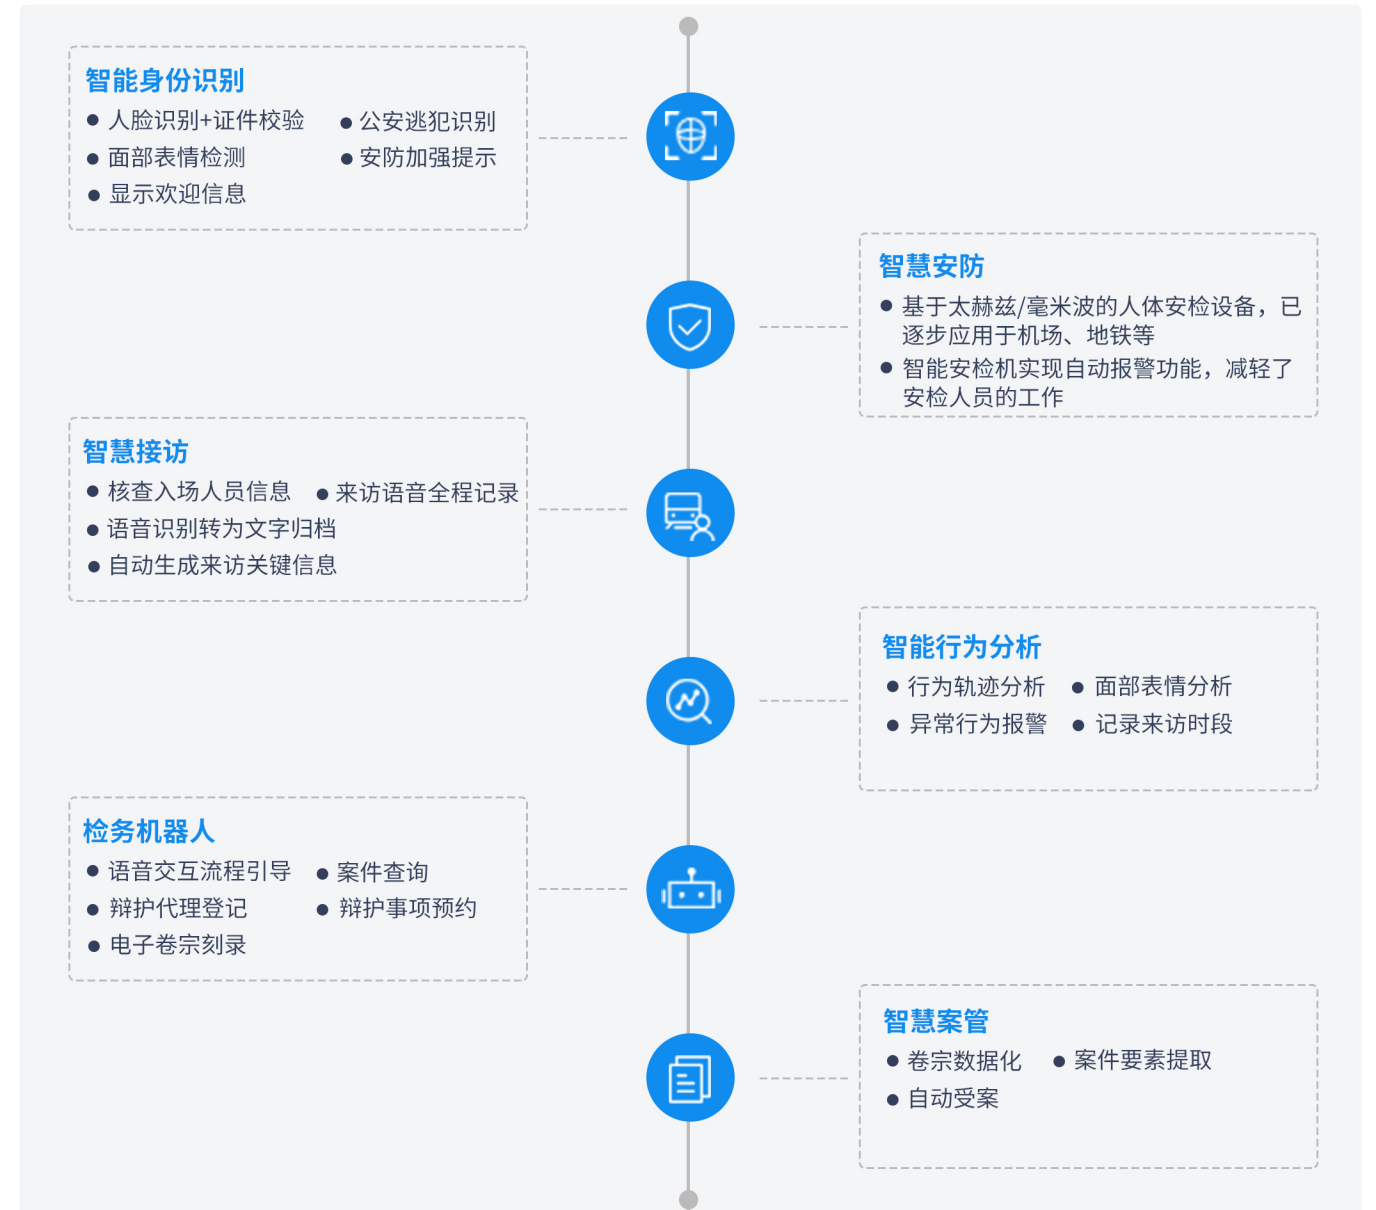 智能身份识别
人脸识别+证件校验
公安逃犯识别
面部表情检测
安防加强提示
显示欢迎信息
智慧安防
基于太赫兹/毫米波的人体安检设备，已
逐步应用于机场、地铁等
智能安检机实现自动报警功能，减轻了
安检人员的工作
智慧接访
核查入场人员信息
来访语音全程记录
语音识别转为文字归档
自动生成来访关键信息
智能行为分析
行为轨迹分析
面部表情分析
异常行为报警
记录来访时段
检务机器人
语音交互流程引导
案件查询
辩护代理登记
辩护事项预约
电子卷宗刻录
智慧案管
卷宗数据化
案件要素提取
自动受案